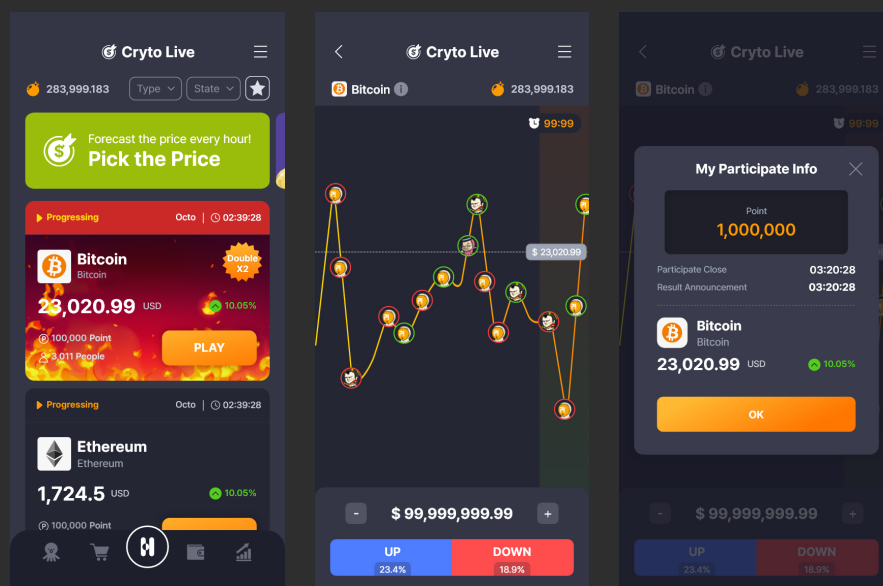 Cryto Live
283,999.183
Type
State
Forecast the price every hour!
Pick the Price
Progressing
Octo | 02:39:28
Bitcoin
Bitcoin
Double
X2
23,020.99 USD
10.05%
100,000 Point
3,011 People
PLAY
Progressing
Octo | 02:39:28
Ethereum
Ethereum
1,724.5 USD
10.05%
100,000 Point
Cryto Live
Bitcoin
283,999.183
99:99
$ 23,020.99
- $ 99,999,999.99 +
UP
23.4%
DOWN
18.9%
Cryto Live
Bitcoin
283,999.183
99:99
My Participate Info
Point
1,000,000
Participate Close 03:20:28
Result Announcement 03:20:28
Bitcoin
Bitcoin
23,020.99 USD
10.05%
OK
- $ 99,999,999.99 +
UP
23.4%
DOWN
18.9%